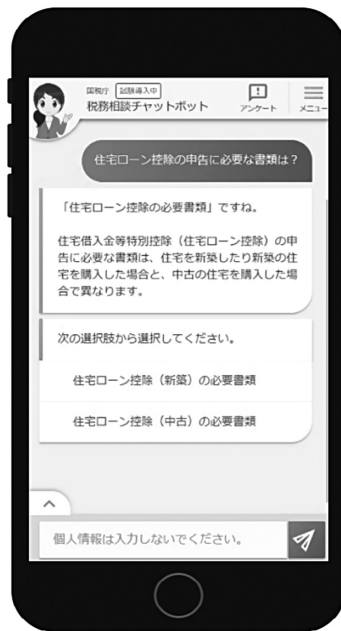 国税庁 試験導入中
税務相談チャットボット
アンケート
メニュー
住宅ローン控除の申告に必要な書類は？
「住宅ローン控除の必要書類」ですね。
住宅借入金等特別控除（住宅ローン控除）の申
告に必要な書類は、住宅を新築したり新築の住
宅を購入した場合と、中古の住宅を購入した場
合で異なります。
次の選択肢から選択してください。
住宅ローン控除（新築）の必要書類
住宅ローン控除（中古）の必要書類
個人情報は入力しないでください。